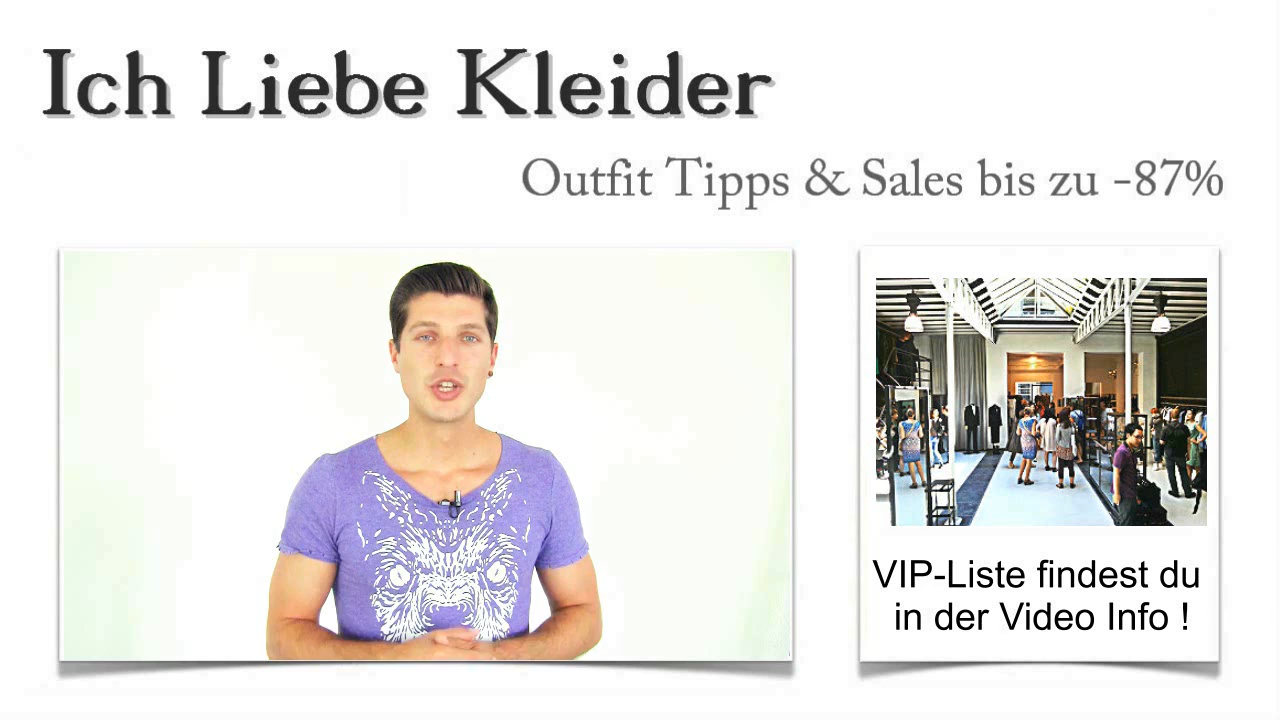 Ich Liebe Kleider
Outfit Tipps & Sales bis zu -87%
VIP-Liste findest du
in der Video Info !